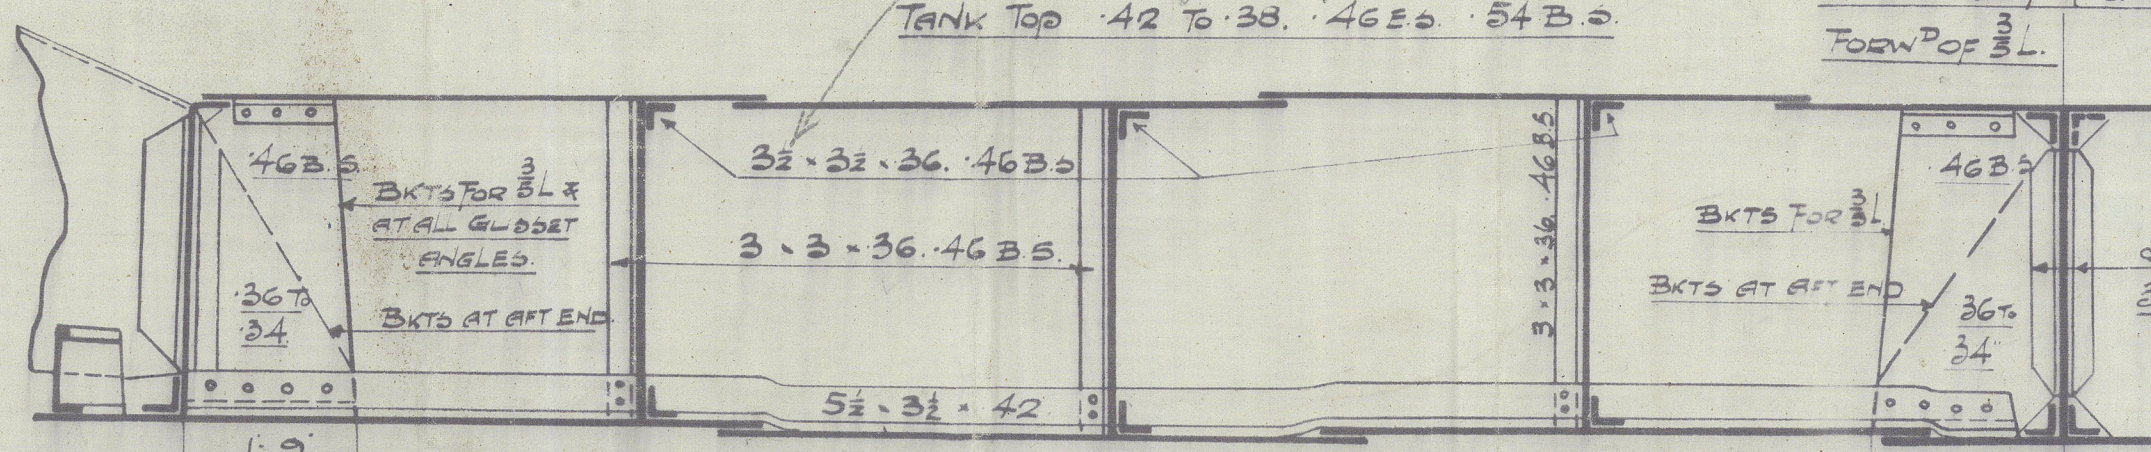 TANK TOP .42 TO .38. .46 E.S. .54 B.S.
FORWD OF 3/5 L.
.46 B.S.
BKTS FOR 3/5 L &
AT ALL GUSSET
ANGLES.
.36 TO
.34
BKTS AT AFT END.
3½ × 3½ × .36. .46 B.S
3 × 3 × .36. .46 B.S.
5½ × 3½ × .42
3 × 3 × .36. .46 B.S.
.46 B.S
BKTS FOR 3/5 L
BKTS AT AFT END
.36 TO
.34
1'-9"